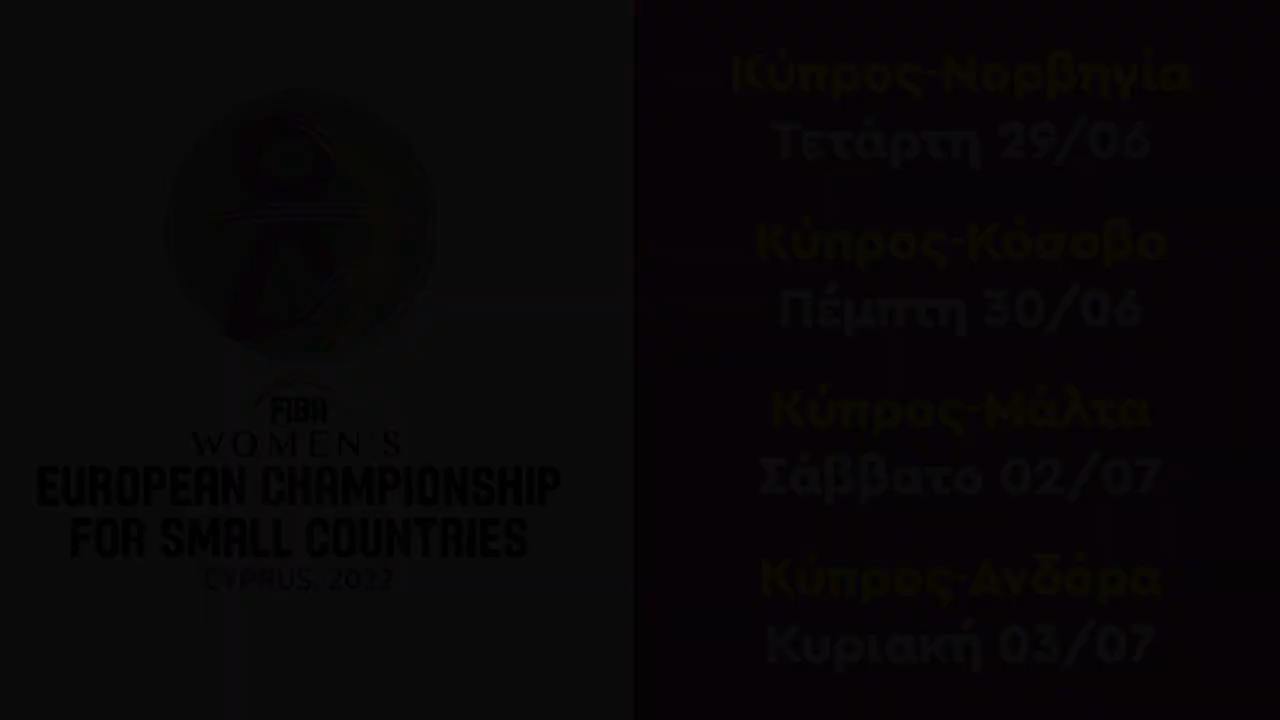 FIBA
WOMEN'S
EUROPEAN CHAMPIONSHIP
FOR SMALL COUNTRIES
CYPRUS, 2022
Κύπρος-Νορβηγία
Τετάρτη 29/06
Κύπρος-Κόσοβο
Πέμπτη 30/06
Κύπρος-Μάλτα
Σάββατο 02/07
Κύπρος-Ανδόρα
Κυριακή 03/07